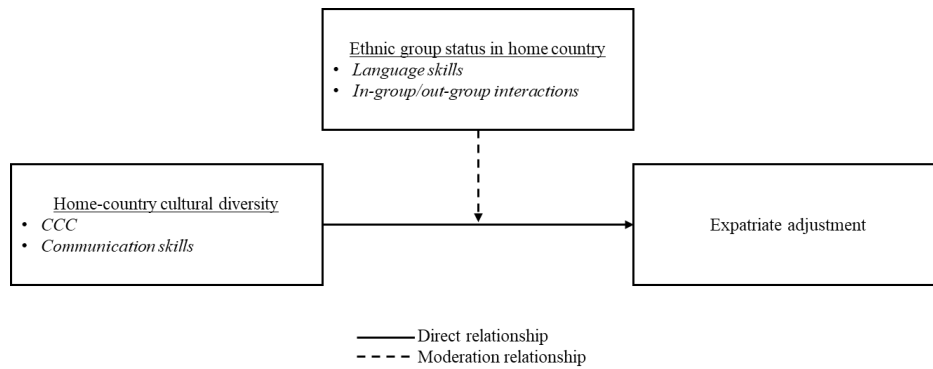 Ethnic group status in home country
• Language skills
• In-group/out-group interactions
Home-country cultural diversity
• CCC
• Communication skills
Expatriate adjustment
Direct relationship
Moderation relationship